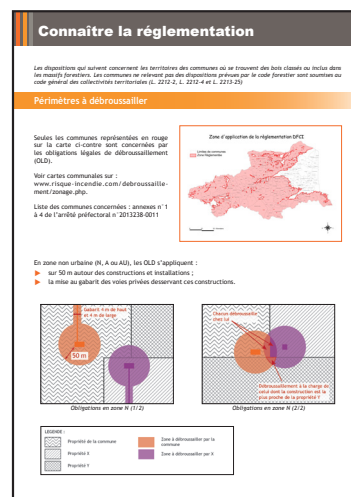 Connaître la réglementation
Les dispositions qui suivent concernent les territoires des communes où se trouvent des bois classés ou inclus dans
les massifs forestiers. Les communes ne relevant pas des dispositions prévues par le code forestier sont soumises au
code général des collectivités territoriales (L. 2212-2, L. 2212-4 et L. 2213-25)
Périmètres à débroussailler
Seules les communes représentées en rouge
sur la carte ci-contre sont concernées par
les obligations légales de débroussaillement
(OLD).
Voir cartes communales sur :
www.risque-incendie.com/debroussaille-
ment/zonage.php.
Liste des communes concernées : annexes n°1
à 4 de l'arrêté préfectoral n°2013238-0011
Zone d'application de la réglementation DFCI
Limites de communes
Zone Réglementée
En zone non urbaine (N, A ou AU), les OLD s'appliquent :
sur 50 m autour des constructions et installations ;
la mise au gabarit des voies privées desservant ces constructions.
Gabarit 4 m de haut
et 4 m de large
50 m
Obligations en zone N (1/2)
Chacun débroussaille
chez lui
Débroussaillement à la charge de
celui dont la construction est la
plus proche de la propriété Y
Obligations en zone N (2/2)
LEGENDE :
Propriété de la commune
Propriété X
Propriété Y
Zone à débroussailler par la
commune
Zone à débroussailler par X